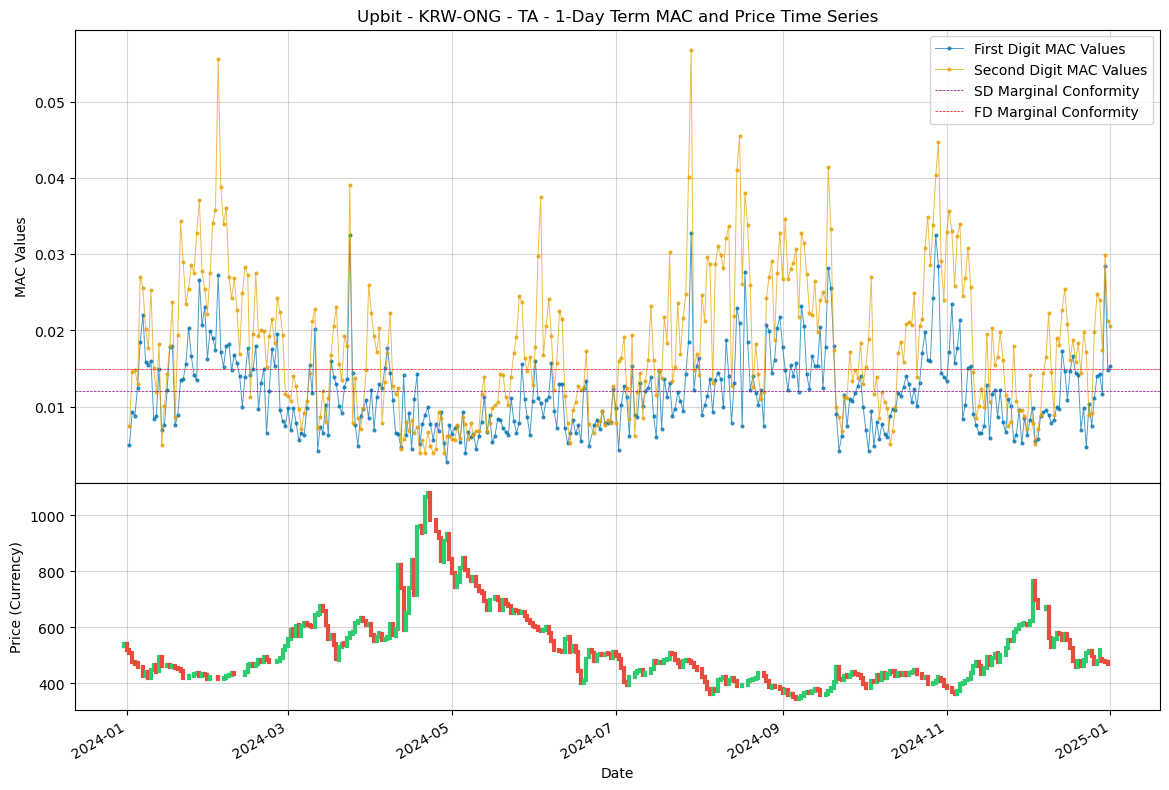 Upbit - KRW-ONG - TA - 1-Day Term MAC and Price Time Series
First Digit MAC Values
Second Digit MAC Values
SD Marginal Conformity
FD Marginal Conformity
MAC Values
0.05
0.04
0.03
0.02
0.01
Price (Currency)
1000
800
600
400
2024-01
2024-03
2024-05
2024-07
2024-09
2024-11
2025-01
Date